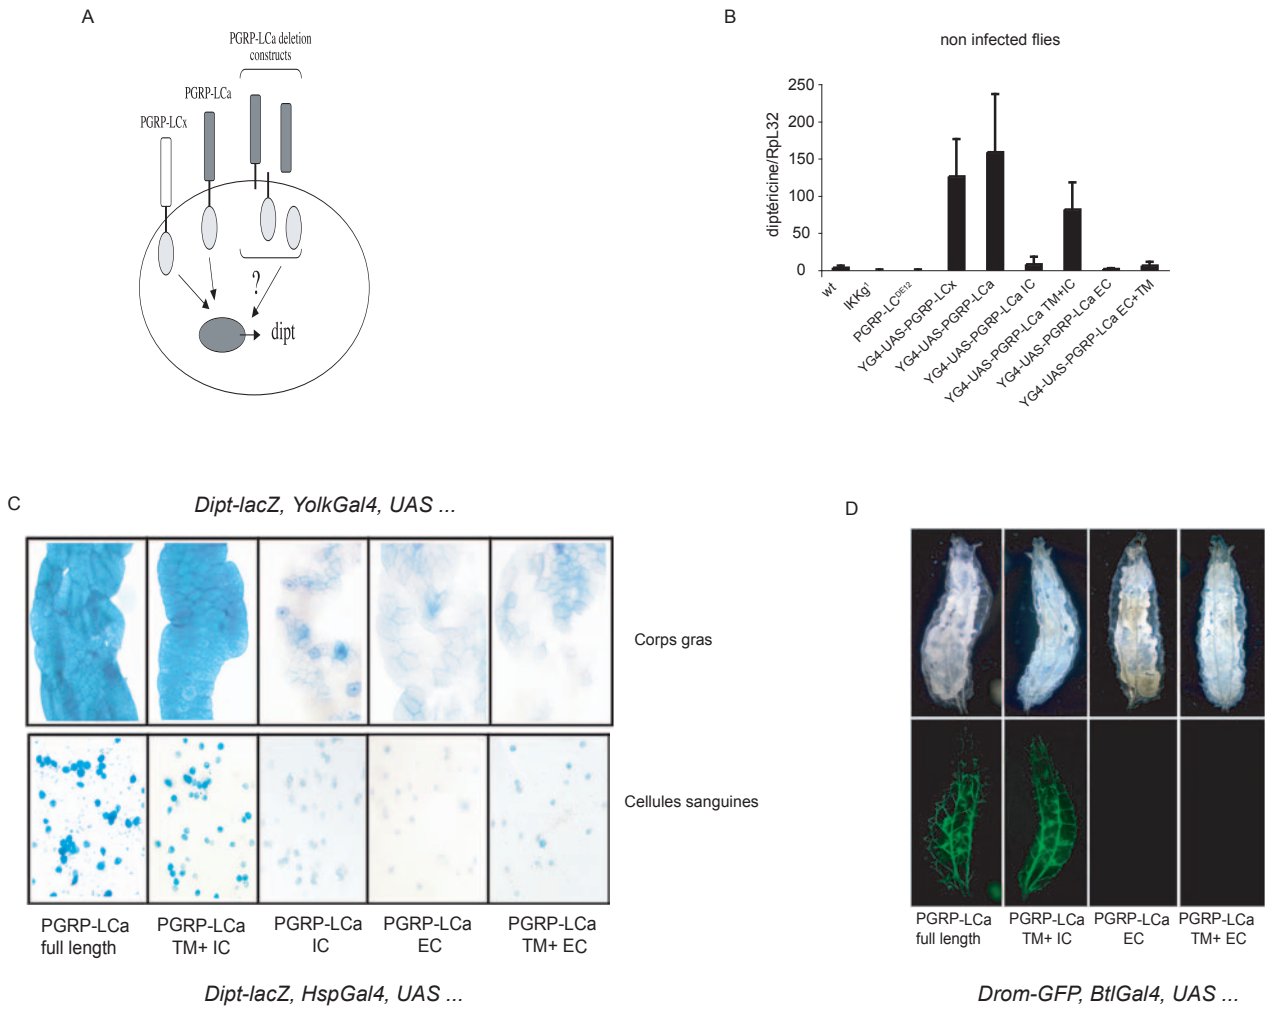 A
PGRP-LCa deletion
constructs
PGRP-LCa
PGRP-LCx
?
dipt
B
non infected flies
diptéricine/RpL32
250
200
150
100
50
0
wt
IKKg¹
PGRP-LC^DE12
YG4-UAS-PGRP-LCx
YG4-UAS-PGRP-LCa
YG4-UAS-PGRP-LCa IC
YG4-UAS-PGRP-LCa TM+IC
YG4-UAS-PGRP-LCa EC
YG4-UAS-PGRP-LCa EC+TM
C
Dipt-lacZ, YolkGal4, UAS ...
Corps gras
Cellules sanguines
PGRP-LCa
full length
PGRP-LCa
TM+ IC
PGRP-LCa
IC
PGRP-LCa
EC
PGRP-LCa
TM+ EC
Dipt-lacZ, HspGal4, UAS ...
D
PGRP-LCa
full length
PGRP-LCa
TM+ IC
PGRP-LCa
EC
PGRP-LCa
TM+ EC
Drom-GFP, BtlGal4, UAS ...